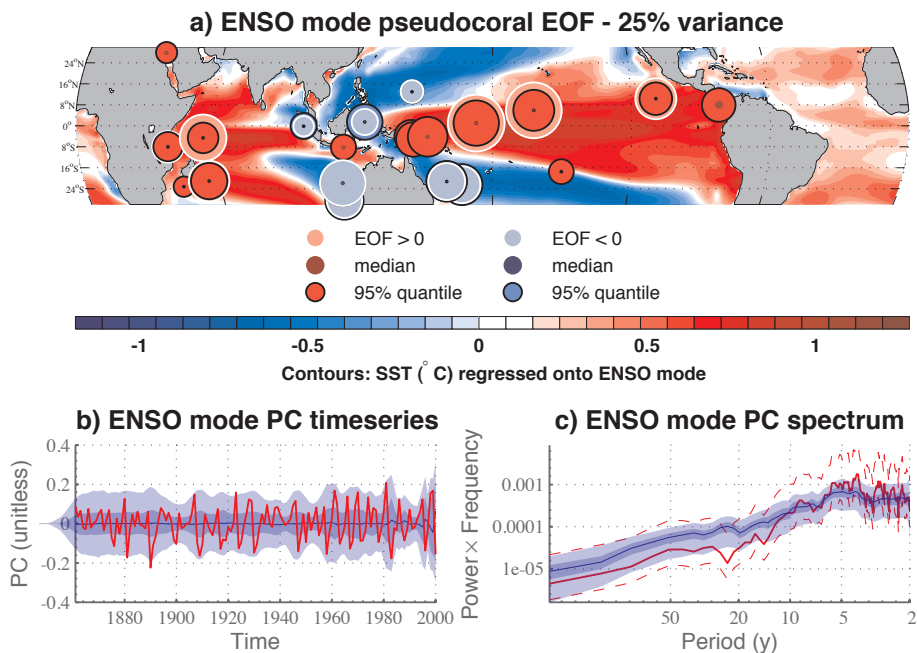 a) ENSO mode pseudocoral EOF - 25% variance
24°N
16°N
8°N
0°
8°S
16°S
24°S
EOF > 0 EOF < 0
median median
95% quantile 95% quantile
-1 -0.5 0 0.5 1
Contours: SST (° C) regressed onto ENSO mode
b) ENSO mode PC timeseries
PC (unitless)
0.4
0.2
0
-0.2
-0.4
1880 1900 1920 1940 1960 1980 2000
Time
c) ENSO mode PC spectrum
Power × Frequency
0.001
0.0001
1e-05
50 20 10 5 2
Period (y)